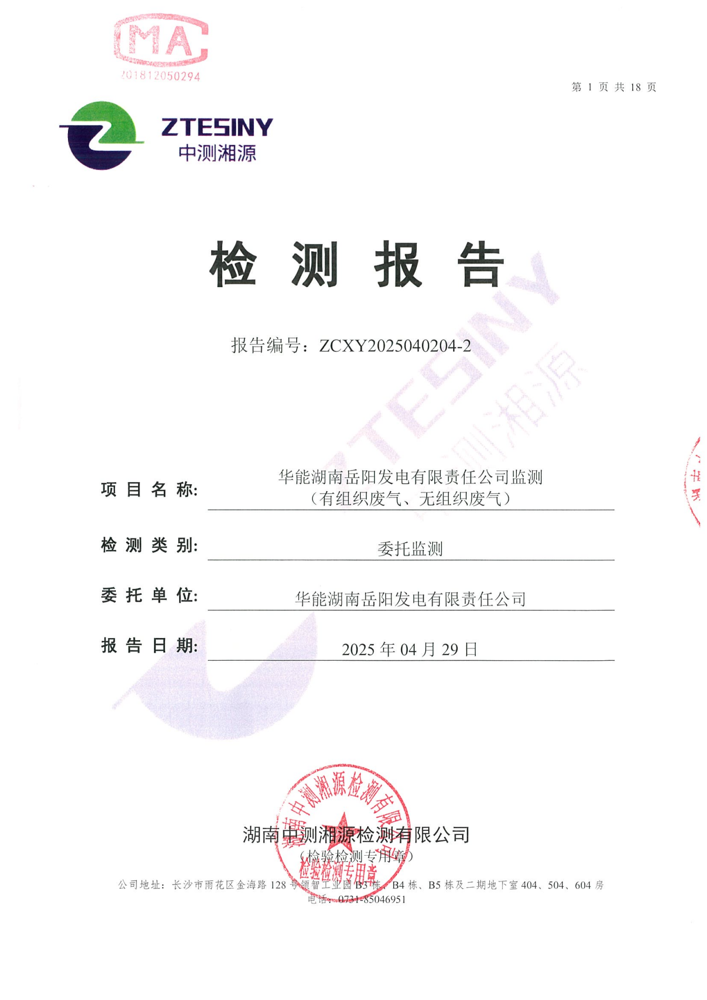 MA
201812050294
第 1 页 共 18 页
ZTESINY
中测湘源
检测报告
报告编号：ZCXY2025040204-2
ZTESINY
测湘源
项目名称:
华能湖南岳阳发电有限责任公司监测
（有组织废气、无组织废气）
检测类别:
委托监测
委托单位:
华能湖南岳阳发电有限责任公司
报告日期:
2025 年 04 月 29 日
湖南中测湘源检测有限公司
湖南中测湘源检测有限公司
（检验检测专用章）
检验检测专用章
公司地址：长沙市雨花区金海路 128 号领智工业园 B3 栋、B4 栋、B5 栋及二期地下室 404、504、604 房
电话：0731-85046951